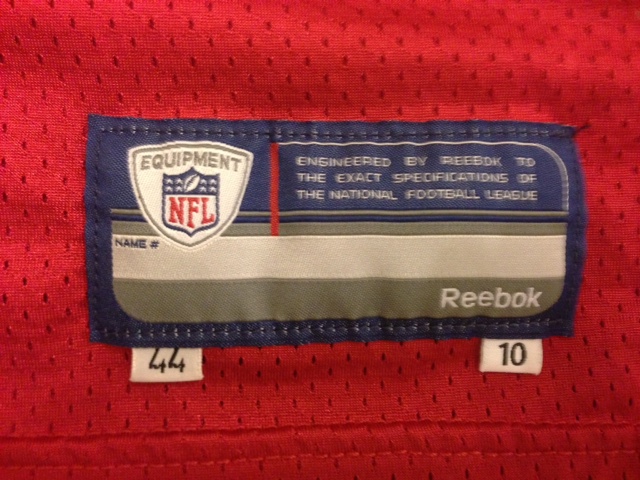 EQUIPMENT
NFL
ENGINEERED BY REEBOK TO
THE EXACT SPECIFICATIONS OF
THE NATIONAL FOOTBALL LEAGUE
NAME #
Reebok
44
10